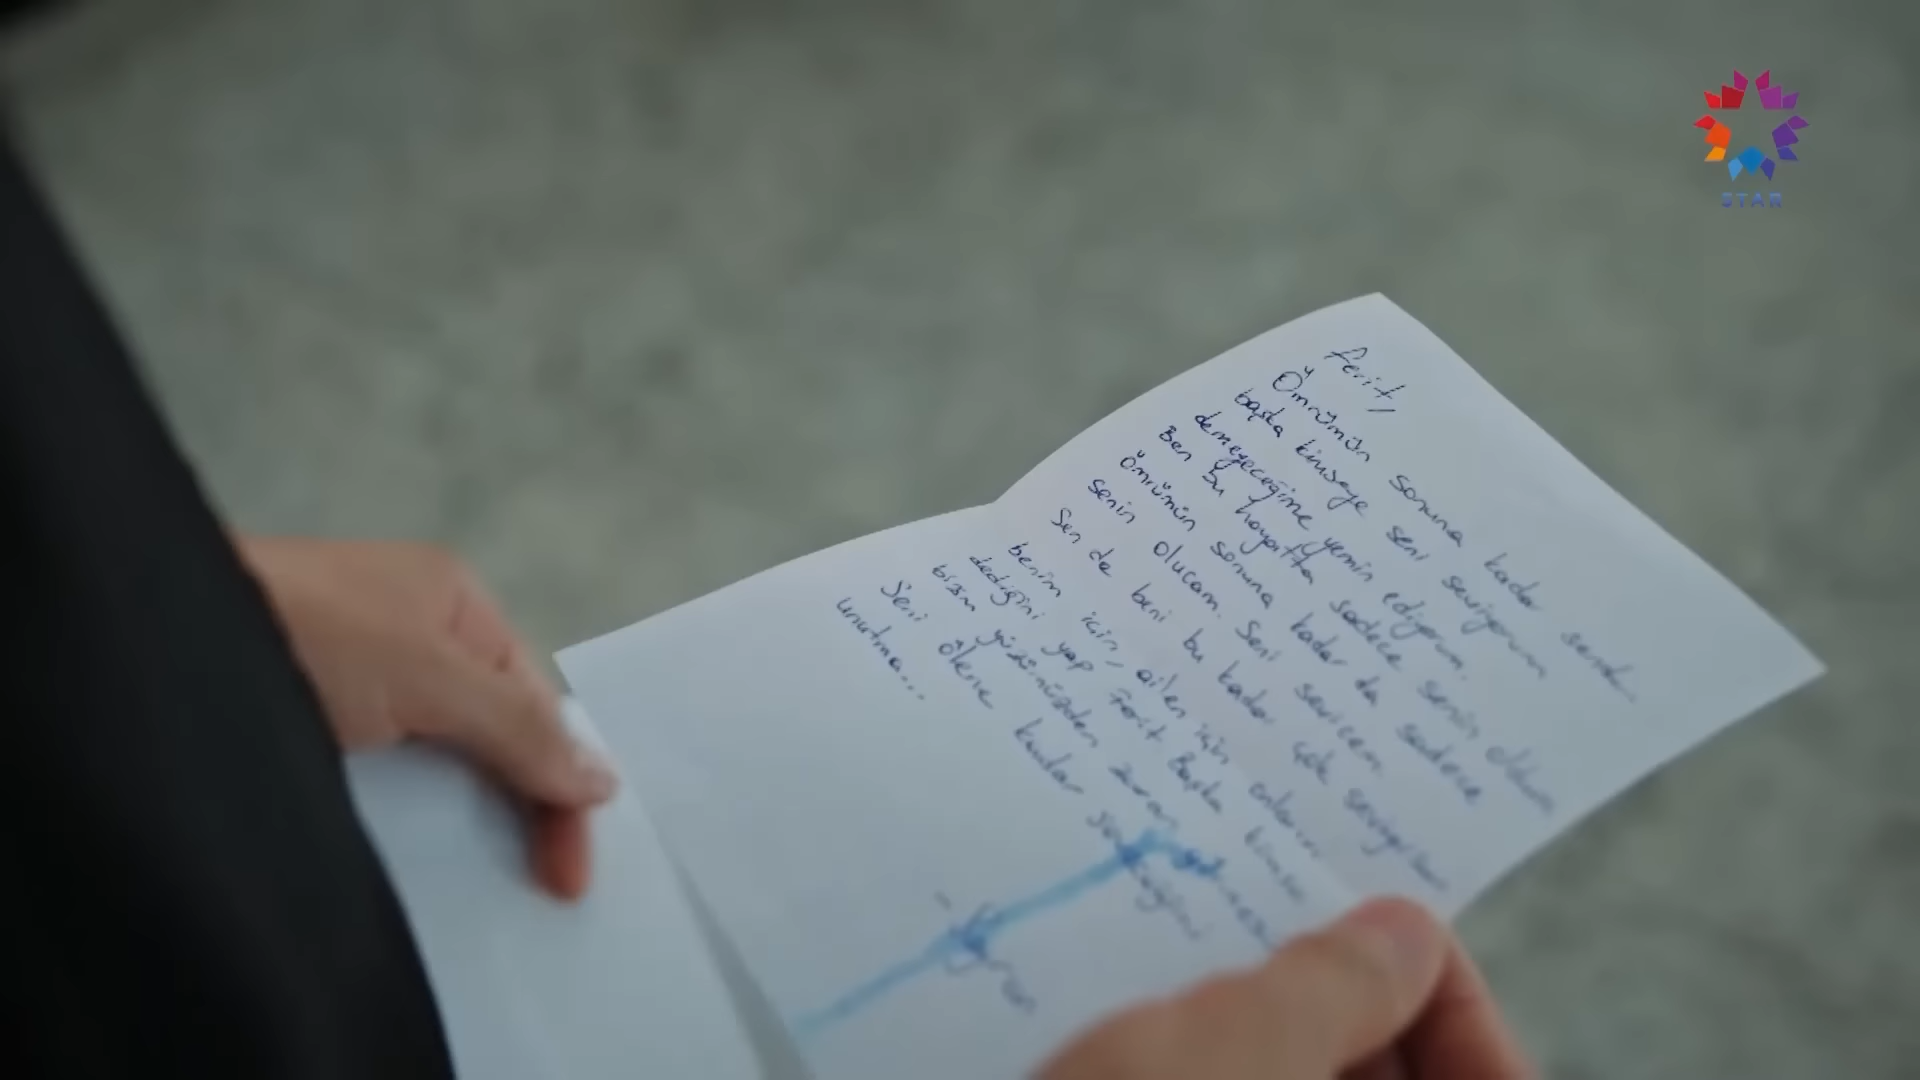 STAR
Ferit,
Ömrümün sonuna kadar senden
başka kimseye seni seviyorum
demeyeceğime yemin ediyorum.
Ben bu hayatta sadece senin oldum
ömrümün sonuna kadar da sadece
senin olucam. Seni sevicem.
Sen de beni bu kadar çok
benim için, ailen için onların
dediğini yap Ferit. Başka kimse
bizim yüzümüzden zarar
Seni ölene kadar
unutma...